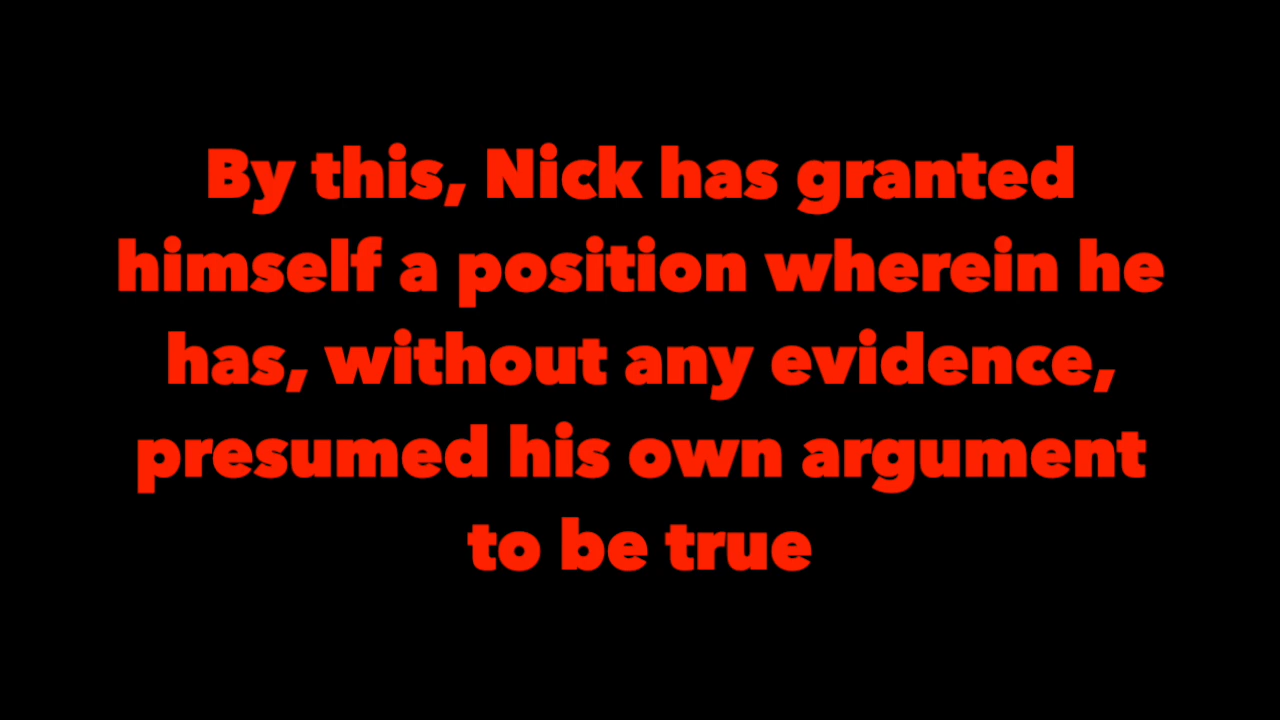 By this, Nick has granted
himself a position wherein he
has, without any evidence,
presumed his own argument
to be true